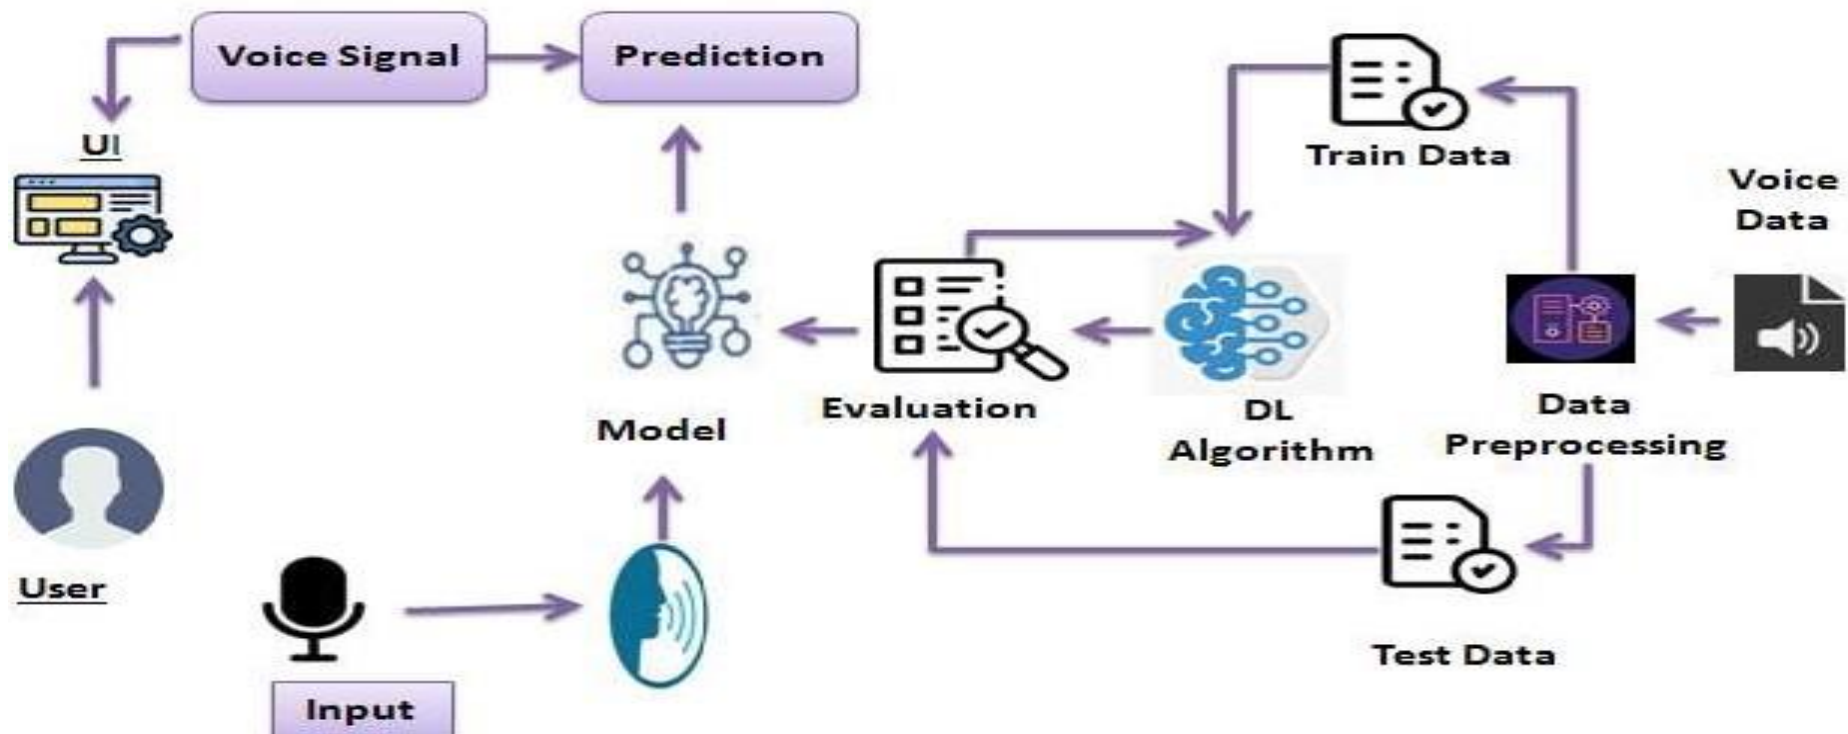 Voice Signal
Prediction
UI
Train Data
Voice
Data
Model
Evaluation
DL
Algorithm
Data
Preprocessing
User
Test Data
Input